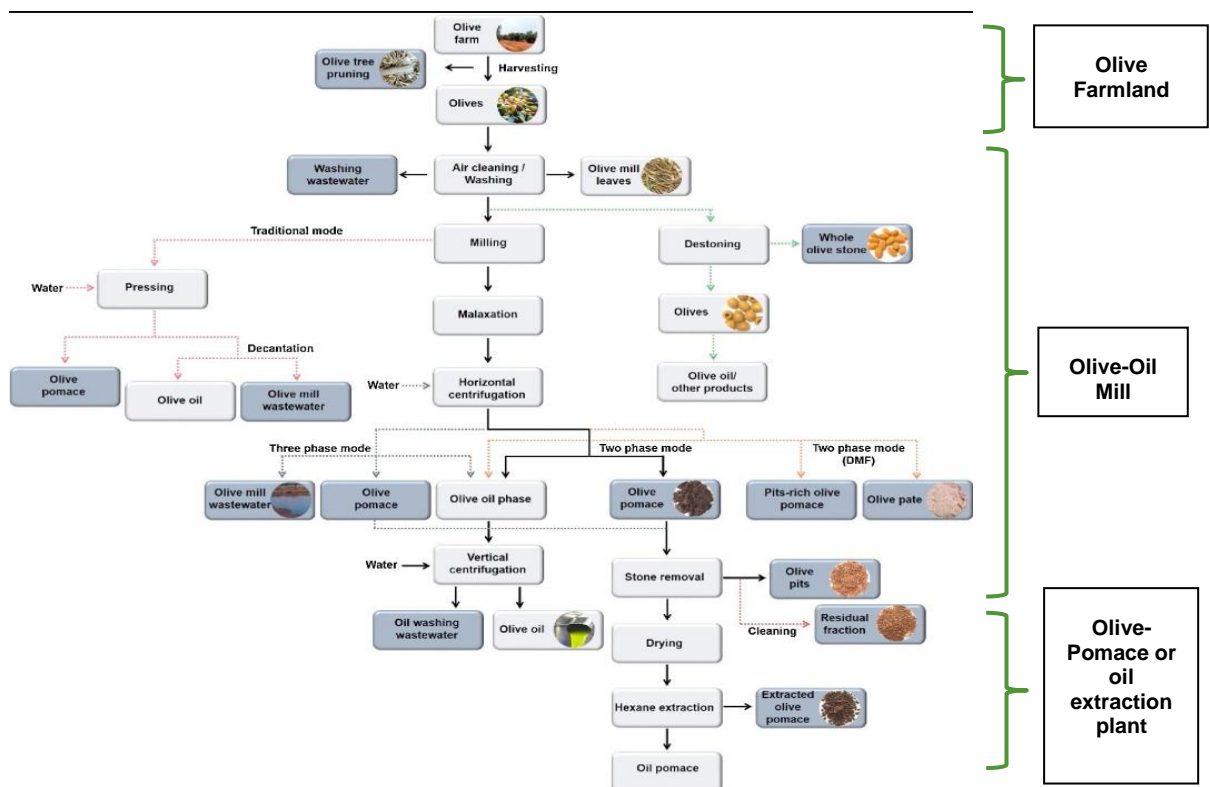 Olive
farm
Olive tree
pruning
Harvesting
Olives
Olive
Farmland
Washing
wastewater
Air cleaning /
Washing
Olive mill
leaves
Traditional mode
Milling
Destoning
Whole
olive stone
Water
Pressing
Malaxation
Olives
Decantation
Olive
pomace
Olive oil
Olive mill
wastewater
Water
Horizontal
centrifugation
Olive oil/
other products
Olive-Oil
Mill
Three phase mode
Two phase mode
Two phase mode
(DMF)
Olive mill
wastewater
Olive
pomace
Olive oil phase
Olive
pomace
Pits-rich olive
pomace
Olive pate
Water
Vertical
centrifugation
Stone removal
Olive
pits
Oil washing
wastewater
Olive oil
Cleaning
Residual
fraction
Drying
Hexane extraction
Extracted
olive
pomace
Oil pomace
Olive-
Pomace or
oil
extraction
plant